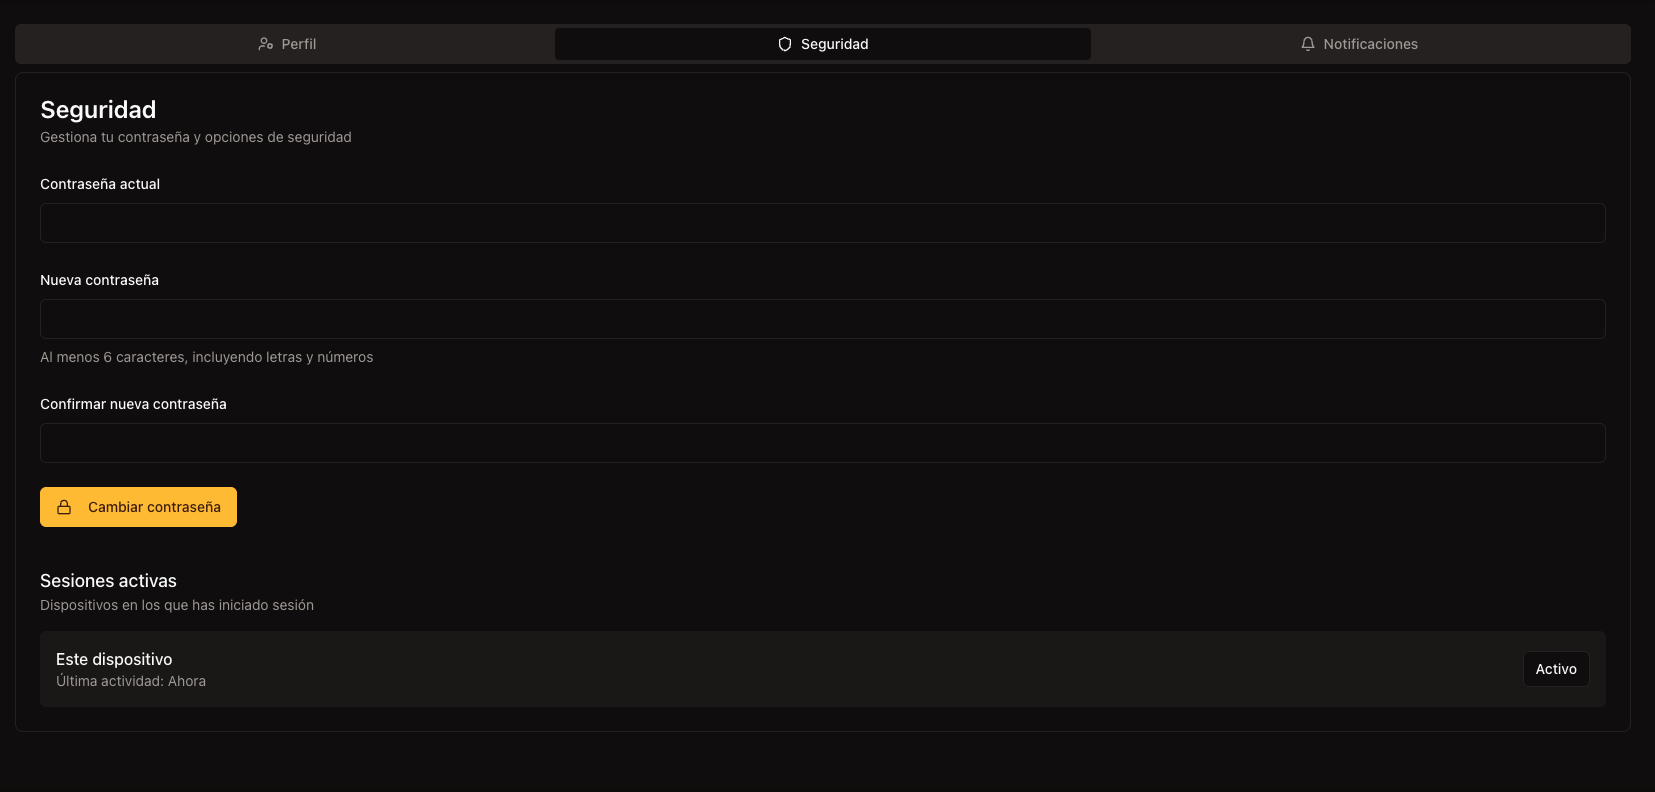 Perfil
Seguridad
Notificaciones
Seguridad
Gestiona tu contraseña y opciones de seguridad
Contraseña actual
Nueva contraseña
Al menos 6 caracteres, incluyendo letras y números
Confirmar nueva contraseña
Cambiar contraseña
Sesiones activas
Dispositivos en los que has iniciado sesión
Este dispositivo
Última actividad: Ahora
Activo